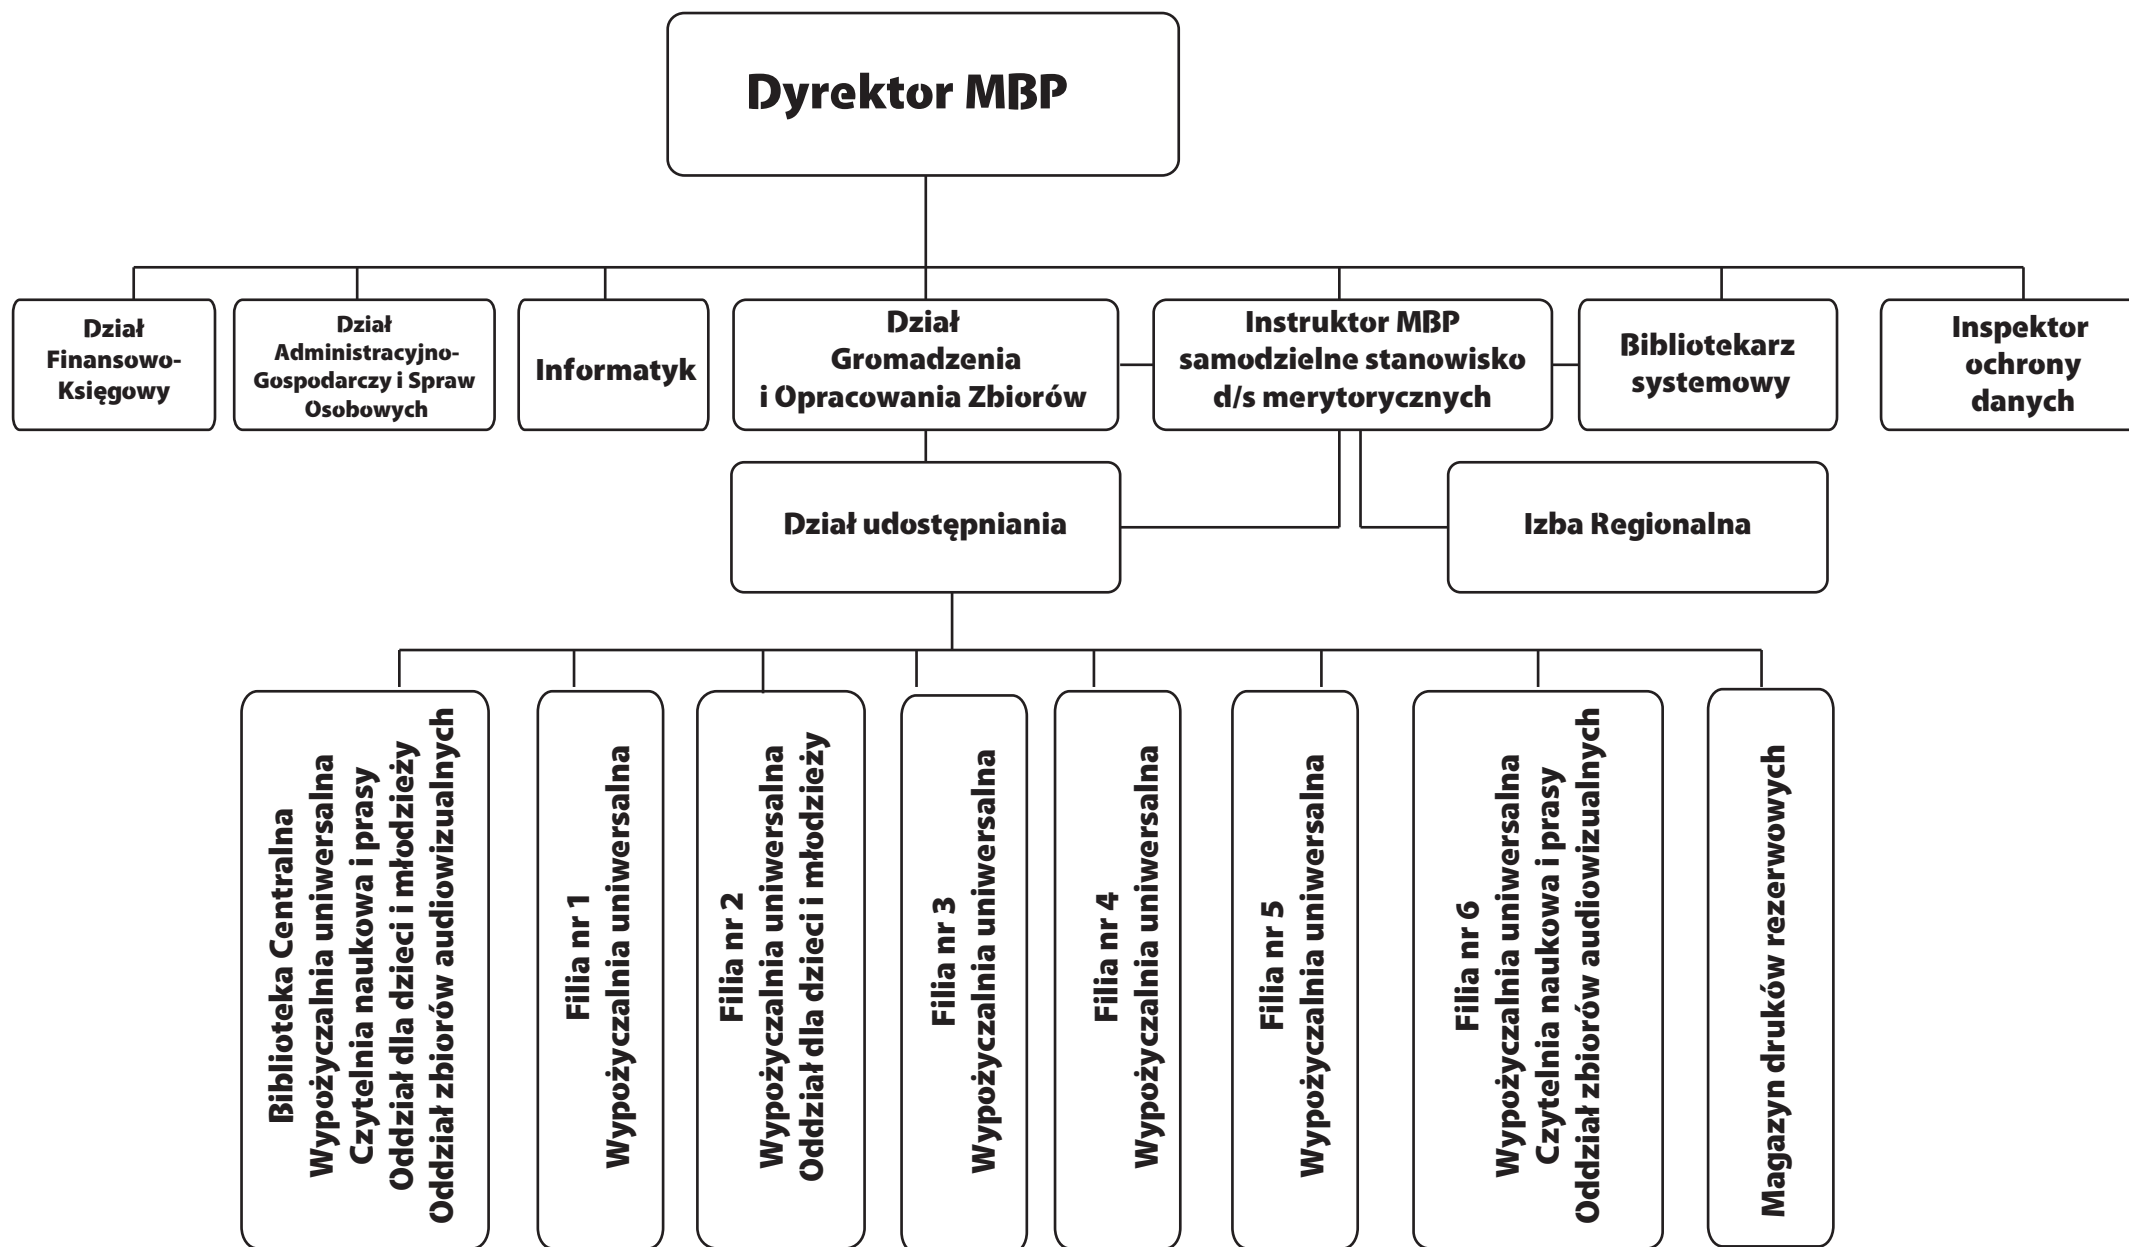 Dyrektor MBP
Dział
Finansowo-
Księgowy
Dział
Administracyjno-
Gospodarczy i Spraw
Osobowych
Informatyk
Dział
Gromadzenia
i Opracowania Zbiorów
Instruktor MBP
samodzielne stanowisko
d/s merytorycznych
Bibliotekarz
systemowy
Inspektor
ochrony
danych
Dział udostępniania
Izba Regionalna
Biblioteka Centralna
Wypożyczalnia uniwersalna
Czytelnia naukowa i prasy
Oddział dla dzieci i młodzieży
Oddział zbiorów audiowizualnych
Filia nr 1
Wypożyczalnia uniwersalna
Filia nr 2
Wypożyczalnia uniwersalna
Oddział dla dzieci i młodzieży
Filia nr 3
Wypożyczalnia uniwersalna
Filia nr 4
Wypożyczalnia uniwersalna
Filia nr 5
Wypożyczalnia uniwersalna
Filia nr 6
Wypożyczalnia uniwersalna
Czytelnia naukowa i prasy
Oddział zbiorów audiowizualnych
Magazyn druków rezerwowych